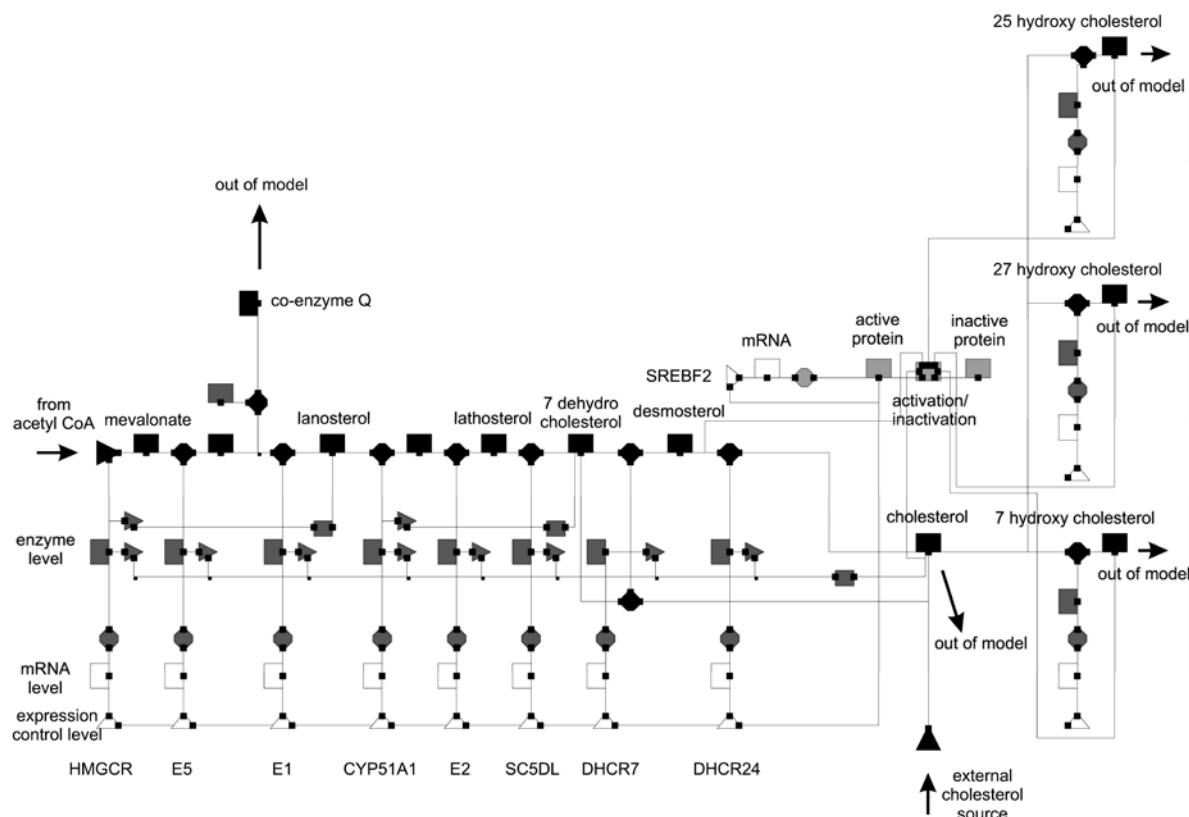 25 hydroxy cholesterol
out of model
out of model
27 hydroxy cholesterol
co-enzyme Q
out of model
active
protein
inactive
protein
mRNA
SREBF2
activation/
inactivation
from
acetyl CoA
mevalonate
lanosterol
lathosterol
7 dehydro
cholesterol
desmosterol
cholesterol
7 hydroxy cholesterol
enzyme
level
out of model
out of model
mRNA
level
expression
control level
HMGCR
E5
E1
CYP51A1
E2
SC5DL
DHCR7
DHCR24
external
cholesterol
source